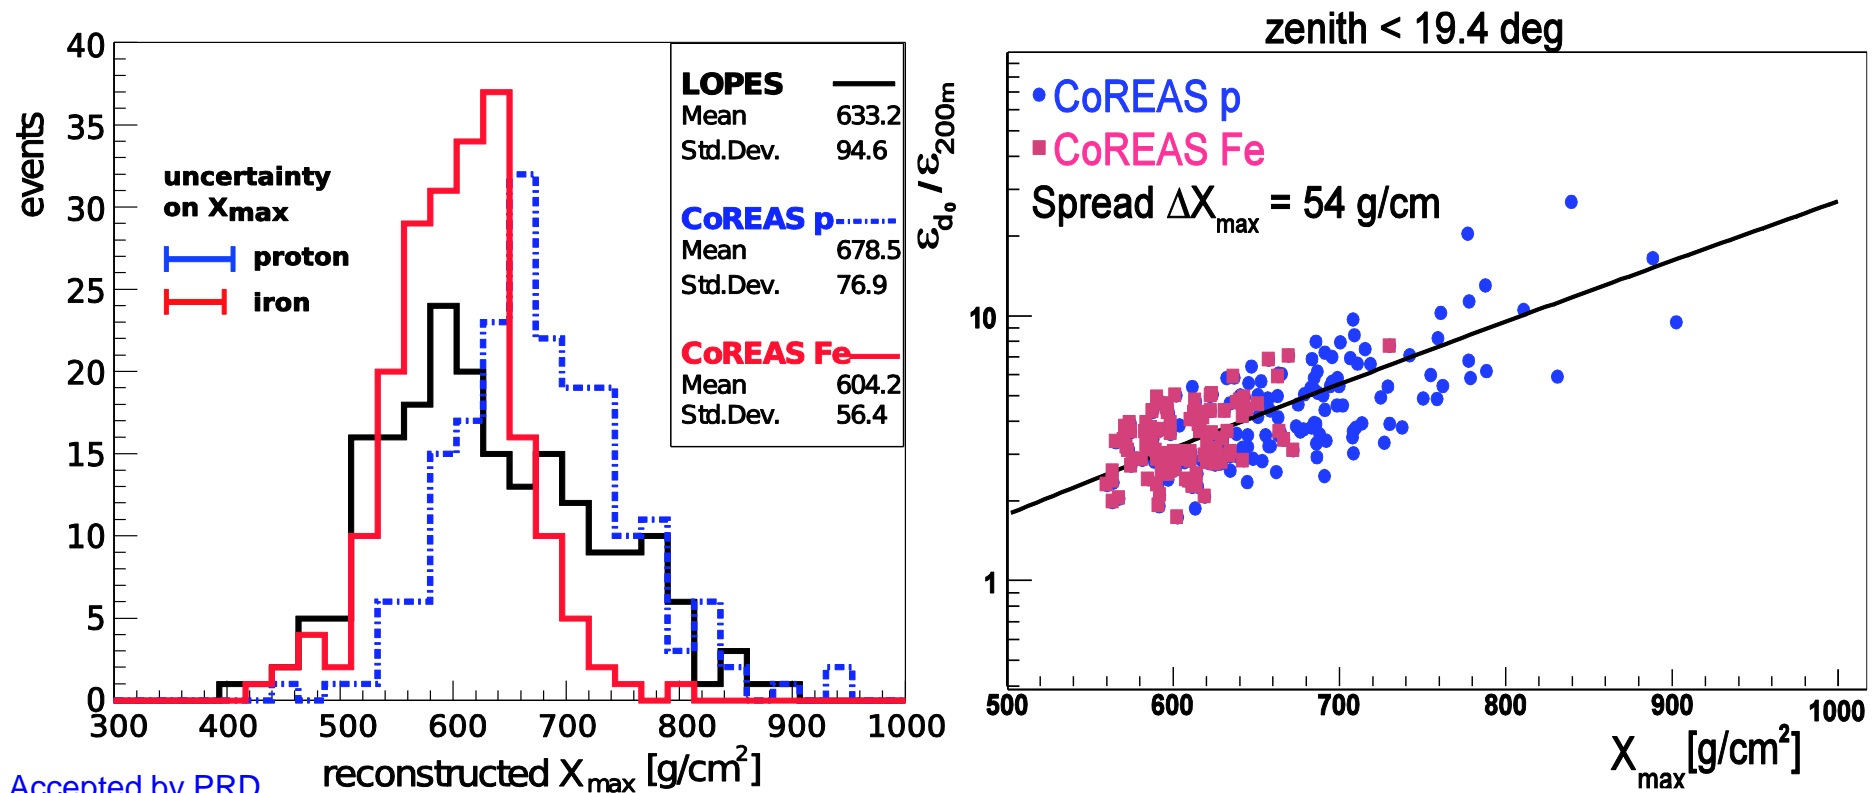 40
35
30
25
20
15
10
5
0
events
uncertainty
on Xmax
proton
iron
LOPES
Mean 633.2
Std.Dev. 94.6
CoREAS p
Mean 678.5
Std.Dev. 76.9
CoREAS Fe
Mean 604.2
Std.Dev. 56.4
300 400 500 600 700 800 900 1000
reconstructed Xmax [g/cm²]
Accepted by PRD
zenith < 19.4 deg
εd₀ /ε200m
CoREAS p
CoREAS Fe
Spread ΔXmax = 54 g/cm
10
1
500 600 700 800 900 1000
Xmax[g/cm²]